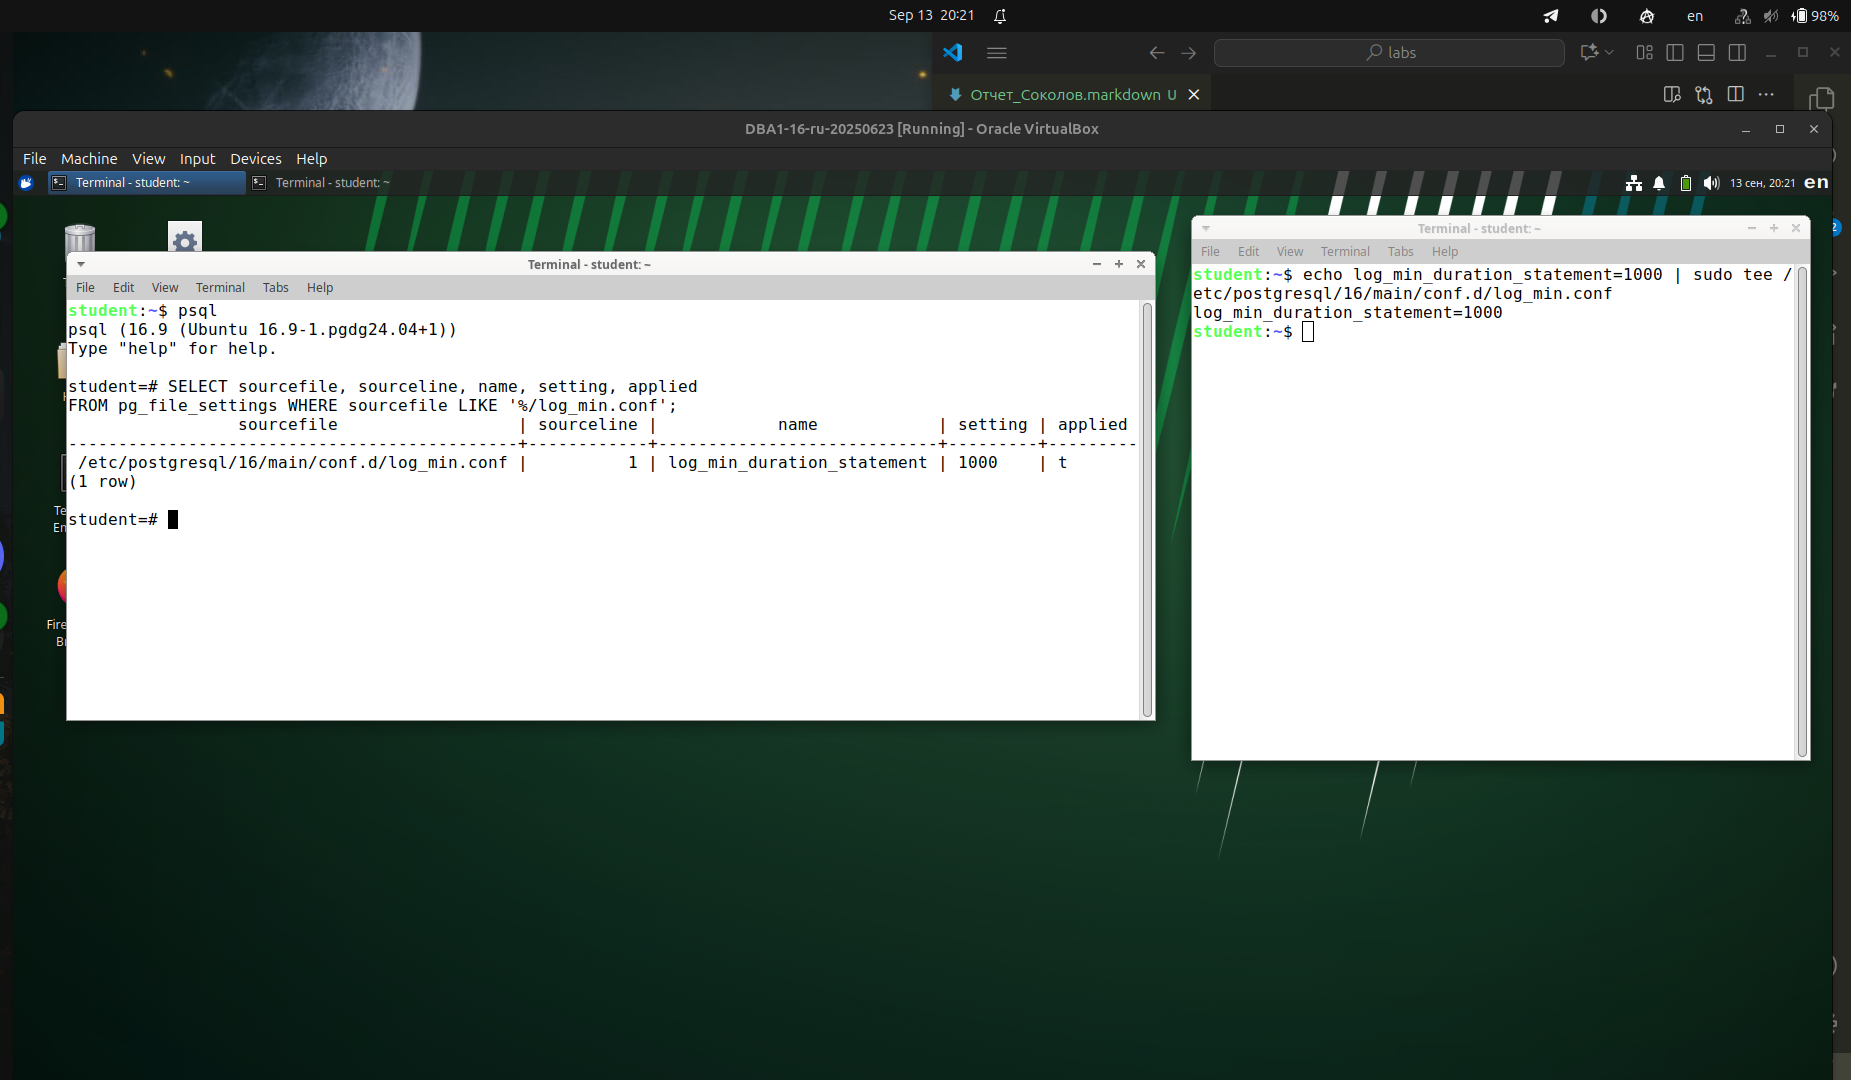 Sep 13 20:21
en
98%
labs
Отчет_Соколов.markdown U
DBA1-16-ru-20250623 [Running] - Oracle VirtualBox
File Machine View Input Devices Help
Terminal - student: ~
Terminal - student: ~
13 сен, 20:21 en
Terminal - student: ~
File Edit View Terminal Tabs Help
student:~$ psql
psql (16.9 (Ubuntu 16.9-1.pgdg24.04+1))
Type "help" for help.
student=# SELECT sourcefile, sourceline, name, setting, applied
FROM pg_file_settings WHERE sourcefile LIKE '%/log_min.conf';
sourcefile | sourceline | name | setting | applied
---------------------------------------------+------------+----------------------------+---------+---------
/etc/postgresql/16/main/conf.d/log_min.conf | 1 | log_min_duration_statement | 1000 | t
(1 row)
student=#
Terminal - student: ~
File Edit View Terminal Tabs Help
student:~$ echo log_min_duration_statement=1000 | sudo tee /
etc/postgresql/16/main/conf.d/log_min.conf
log_min_duration_statement=1000
student:~$
Te
En
Fire
Br